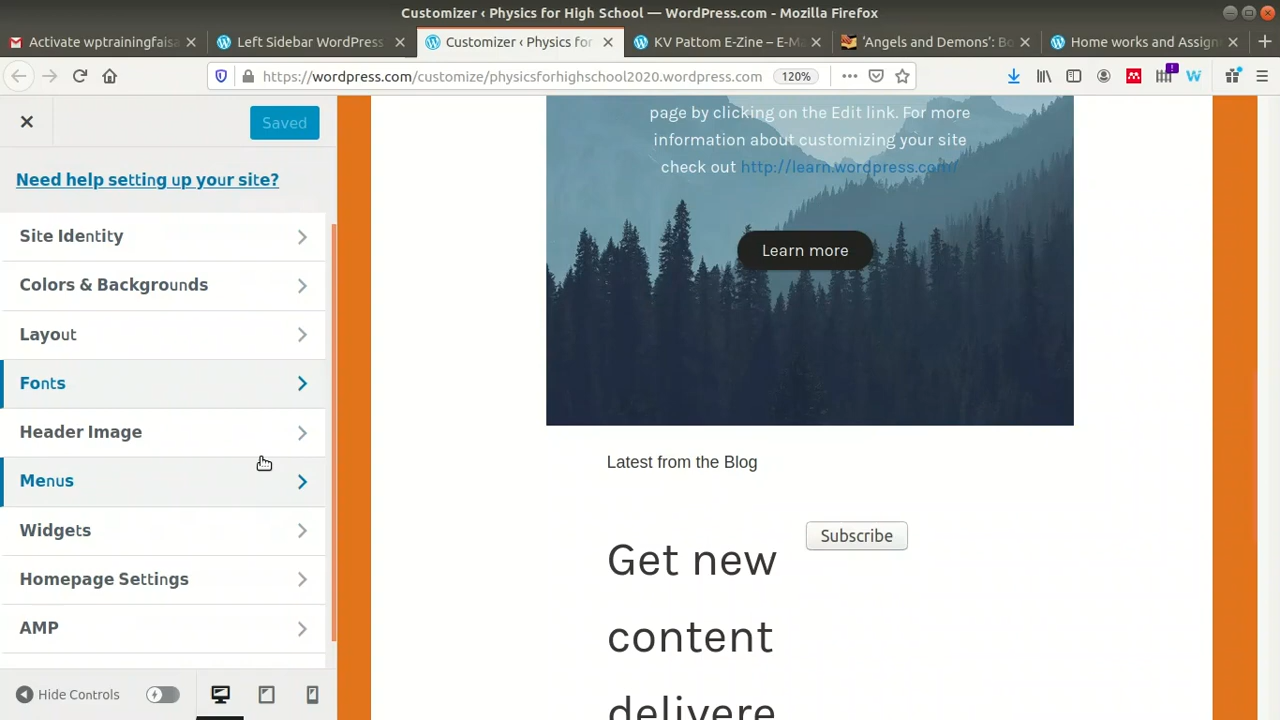 Customizer ‹ Physics for High School — WordPress.com - Mozilla Firefox
Activate wptrainingfaisa
Left Sidebar WordPress
Customizer ‹ Physics for
KV Pattom E-Zine – E-Ma
'Angels and Demons': Bo
Home works and Assignm
https://wordpress.com/customize/physicsforhighschool2020.wordpress.com
120%
Saved
Need help setting up your site?
Site Identity
Colors & Backgrounds
Layout
Fonts
Header Image
Menus
Widgets
Homepage Settings
AMP
Hide Controls
page by clicking on the Edit link. For more
information about customizing your site
check out http://learn.wordpress.com/
Learn more
Latest from the Blog
Subscribe
Get new
content
delivere